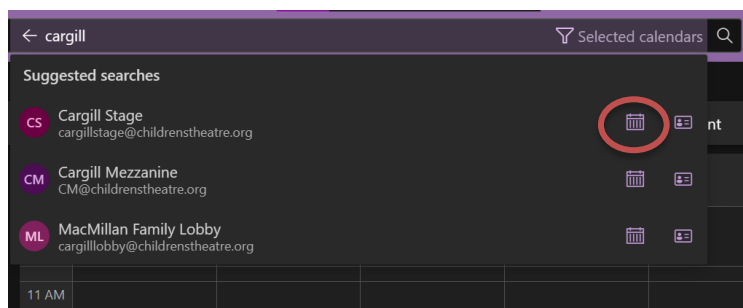 cargill
Selected calendars
Suggested searches
CS
Cargill Stage
cargillstage@childrenstheatre.org
nt
CM
Cargill Mezzanine
CM@childrenstheatre.org
ML
MacMillan Family Lobby
cargilllobby@childrenstheatre.org
11 AM